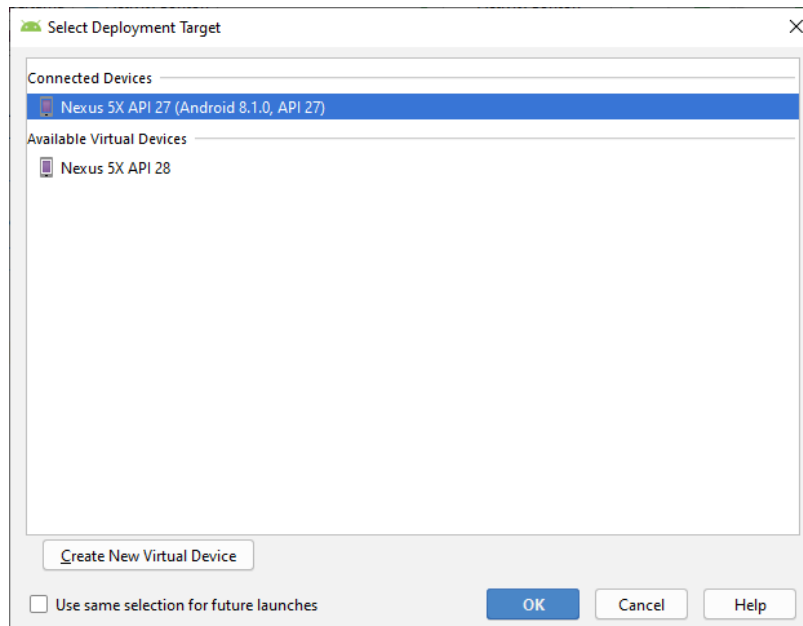 Select Deployment Target
Connected Devices
Nexus 5X API 27 (Android 8.1.0, API 27)
Available Virtual Devices
Nexus 5X API 28
Create New Virtual Device
Use same selection for future launches
OK
Cancel
Help